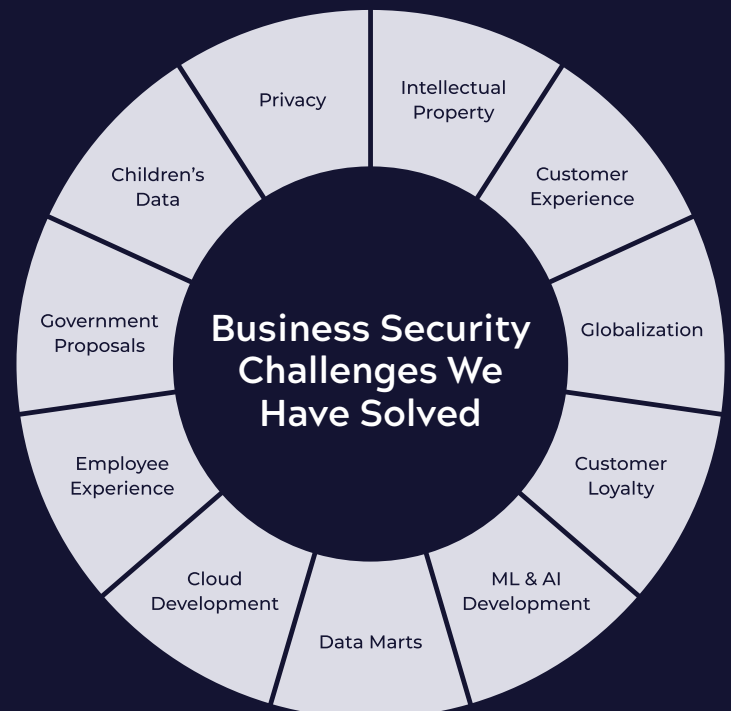 Business Security
Challenges We
Have Solved
Intellectual
Property
Customer
Experience
Globalization
Customer
Loyalty
ML & AI
Development
Data Marts
Cloud
Development
Employee
Experience
Government
Proposals
Children’s
Data
Privacy